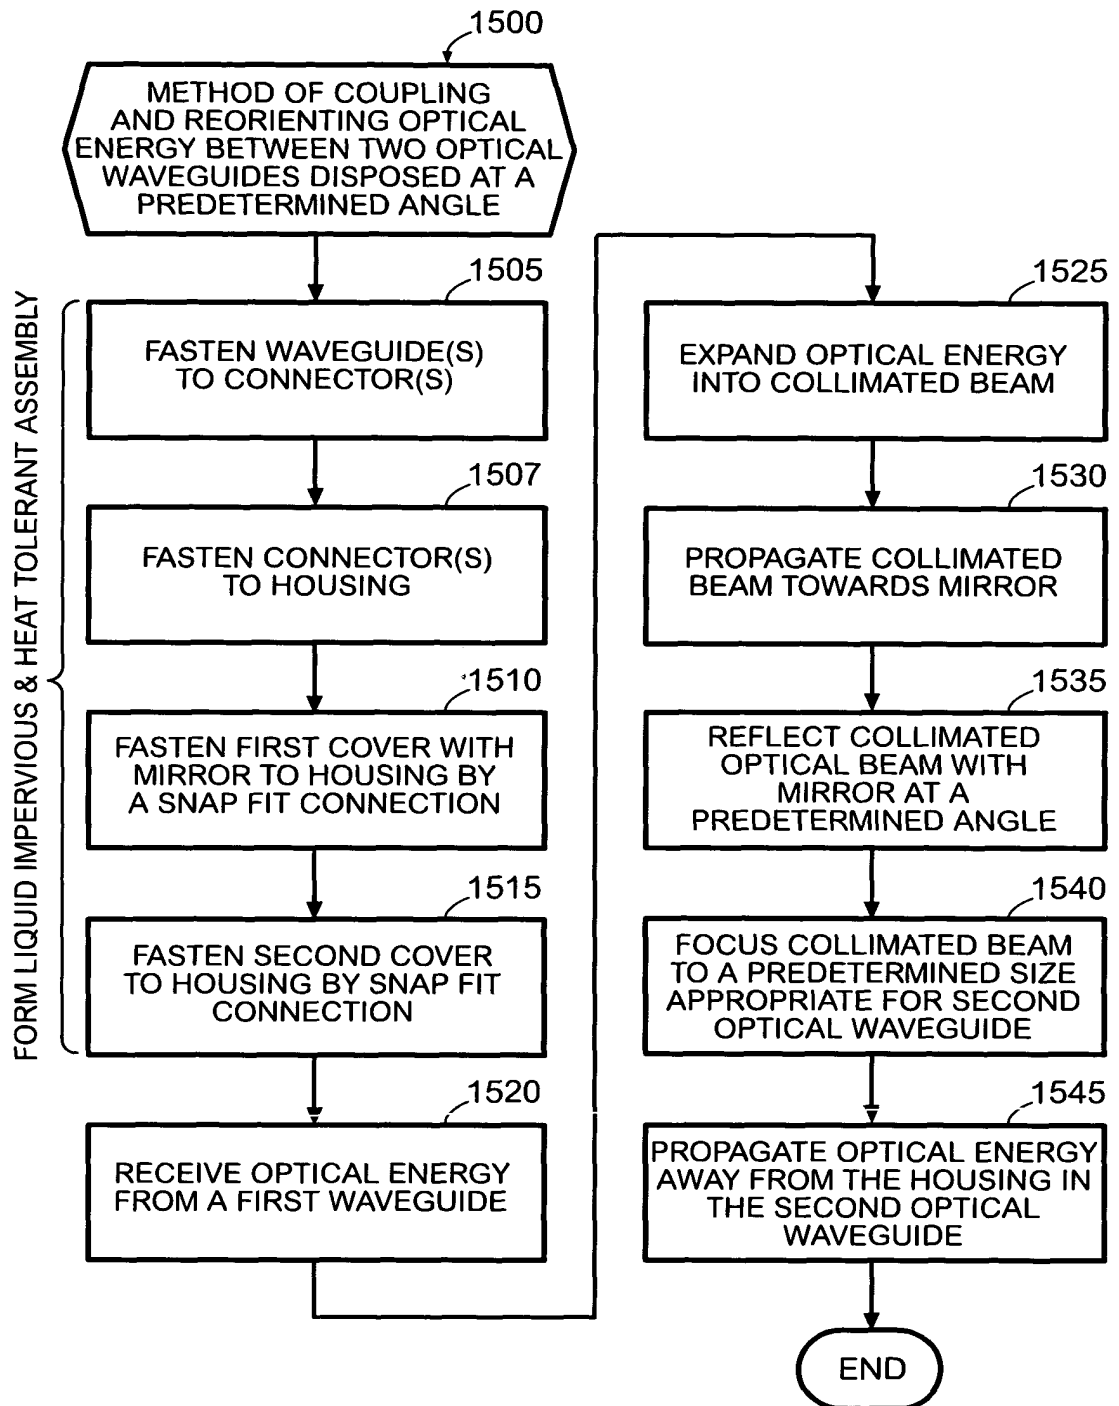 1500
METHOD OF COUPLING
AND REORIENTING OPTICAL
ENERGY BETWEEN TWO OPTICAL
WAVEGUIDES DISPOSED AT A
PREDETERMINED ANGLE
FORM LIQUID IMPERVIOUS & HEAT TOLERANT ASSEMBLY
1505
FASTEN WAVEGUIDE(S)
TO CONNECTOR(S)
1507
FASTEN CONNECTOR(S)
TO HOUSING
1510
FASTEN FIRST COVER WITH
MIRROR TO HOUSING BY
A SNAP FIT CONNECTION
1515
FASTEN SECOND COVER
TO HOUSING BY SNAP FIT
CONNECTION
1520
RECEIVE OPTICAL ENERGY
FROM A FIRST WAVEGUIDE
1525
EXPAND OPTICAL ENERGY
INTO COLLIMATED BEAM
1530
PROPAGATE COLLIMATED
BEAM TOWARDS MIRROR
1535
REFLECT COLLIMATED
OPTICAL BEAM WITH
MIRROR AT A
PREDETERMINED ANGLE
1540
FOCUS COLLIMATED BEAM
TO A PREDETERMINED SIZE
APPROPRIATE FOR SECOND
OPTICAL WAVEGUIDE
1545
PROPAGATE OPTICAL ENERGY
AWAY FROM THE HOUSING IN
THE SECOND OPTICAL
WAVEGUIDE
END